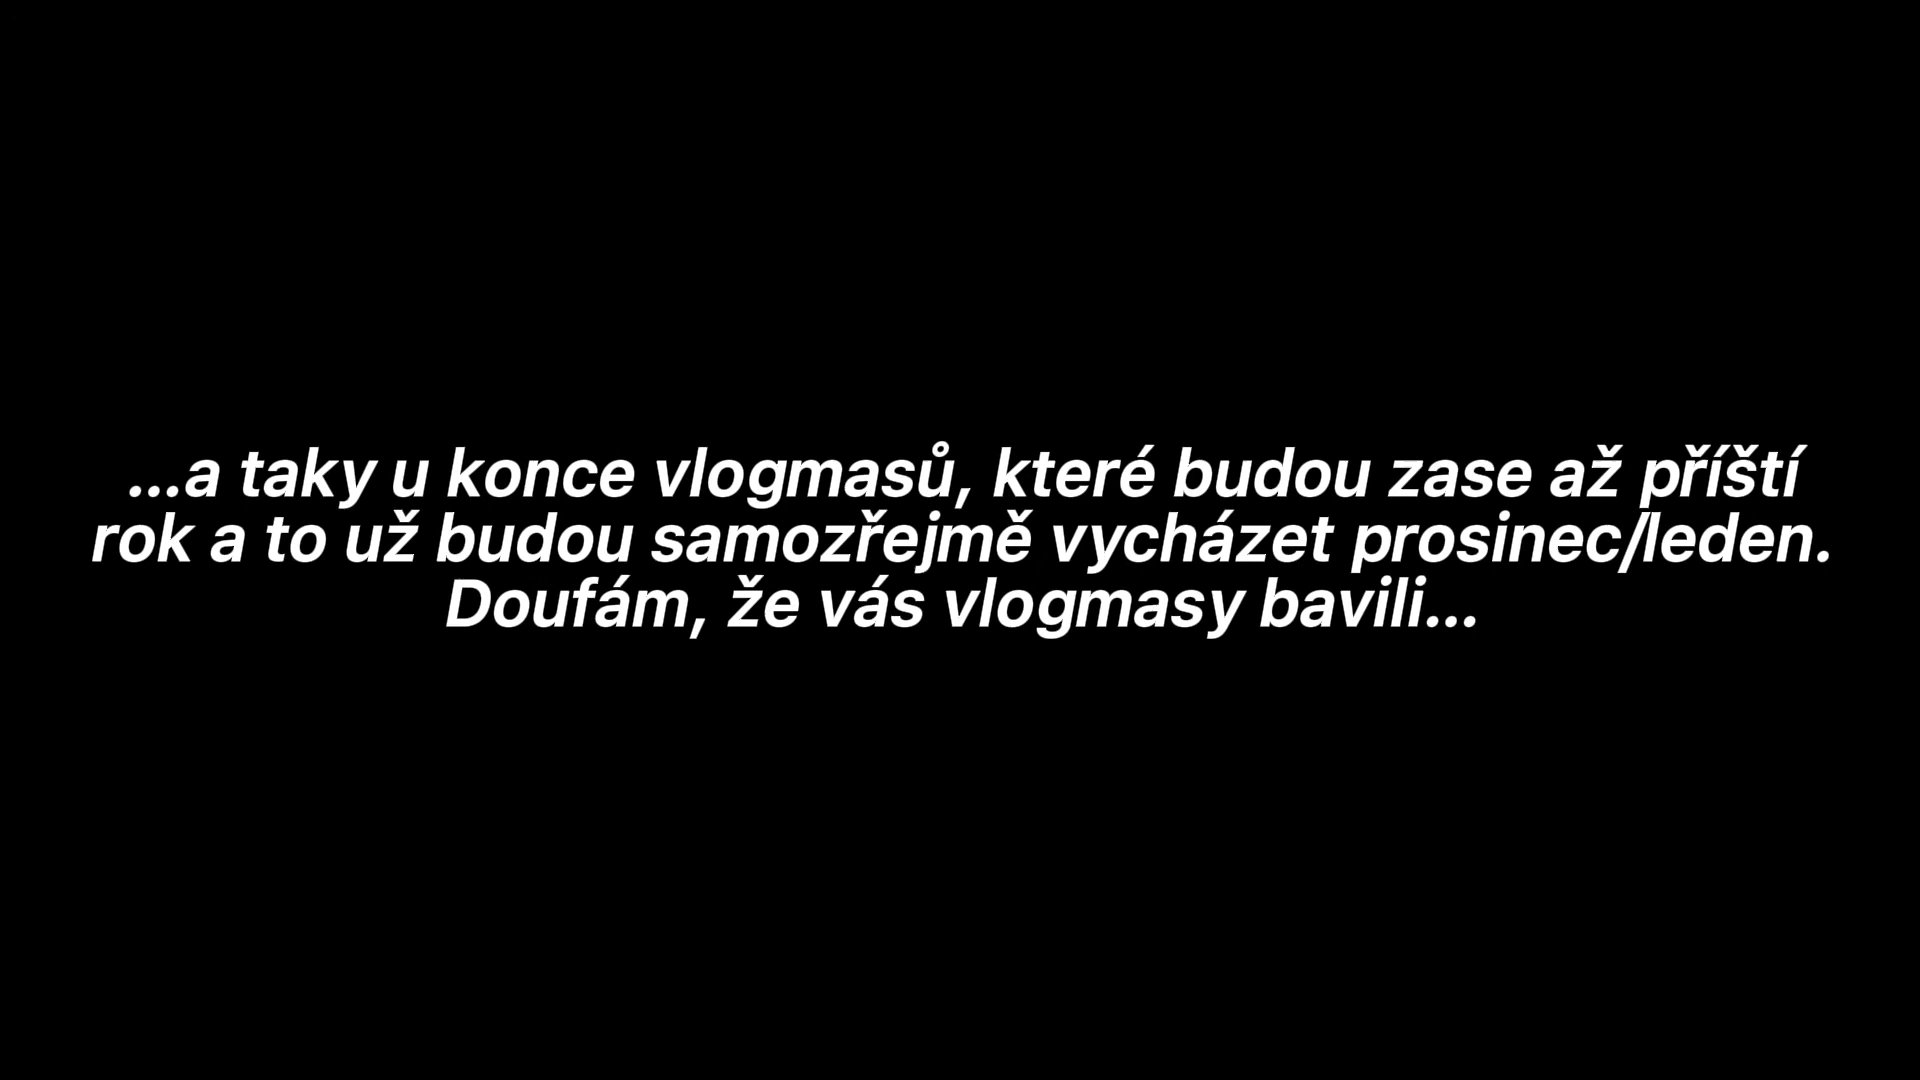 ...a taky u konce vlogmasů, které budou zase až příští
rok a to už budou samozřejmě vycházet prosinec/leden.
Doufám, že vás vlogmasy bavili...